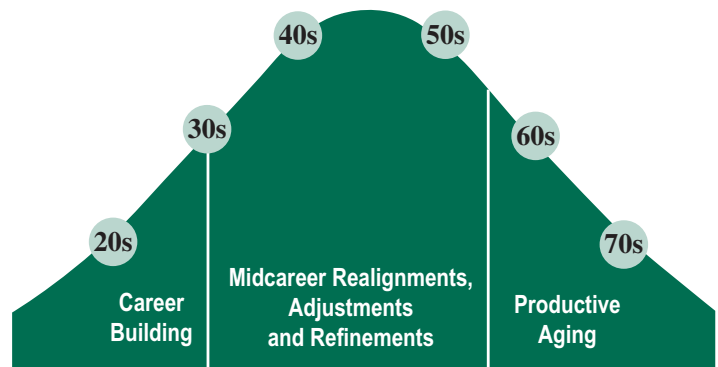 40s
50s
30s
60s
20s
70s
Career
Building
Midcareer Realignments,
Adjustments
and Refinements
Productive
Aging